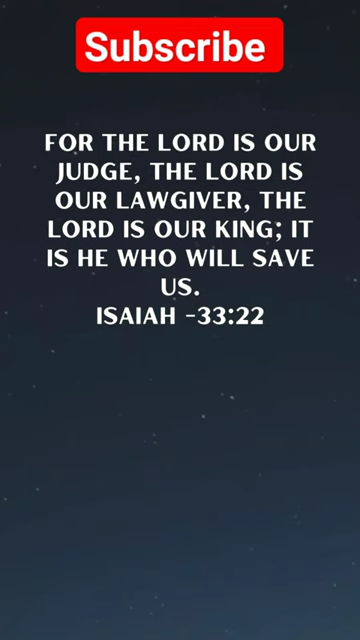 Subscribe
FOR THE LORD IS OUR
JUDGE, THE LORD IS
OUR LAWGIVER, THE
LORD IS OUR KING; IT
IS HE WHO WILL SAVE
US.
ISAIAH -33:22